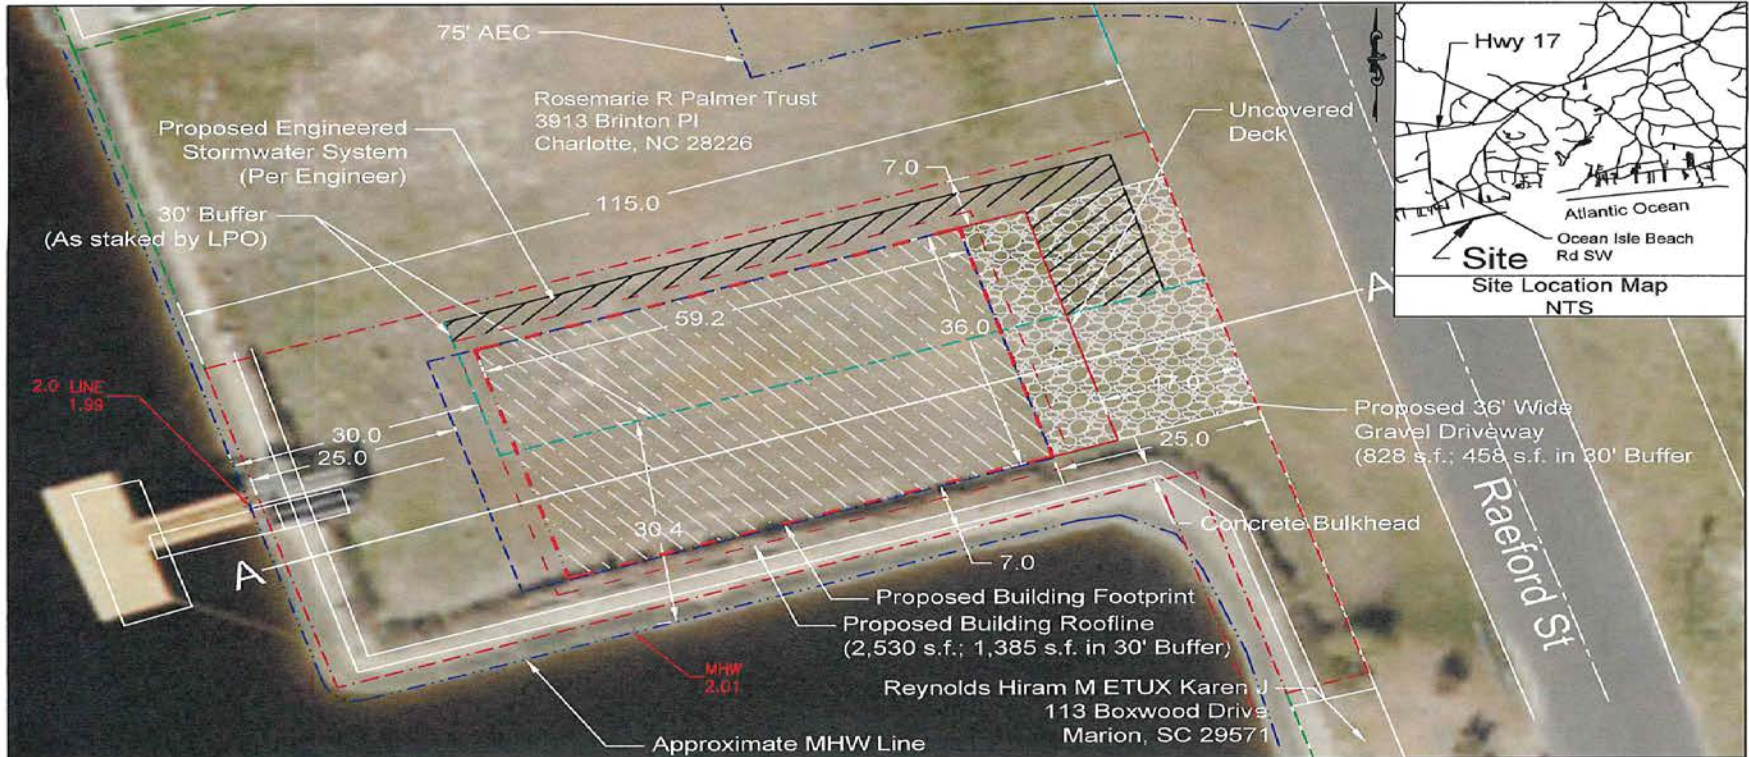 75' AEC
Rosemarie R Palmer Trust
3913 Brinton Pl
Charlotte, NC 28226
Proposed Engineered
Stormwater System
(Per Engineer)
30' Buffer
(As staked by LPO)
Uncovered
Deck
7.0
115.0
59.2
36.0
2.0 LINE
1.99
30.0
25.0
17.0
25.0
Proposed 36' Wide
Gravel Driveway
(828 s.f.; 458 s.f. in 30' Buffer
30.4
A
A
Concrete Bulkhead
7.0
Proposed Building Footprint
Proposed Building Roofline
(2,530 s.f.; 1,385 s.f. in 30' Buffer)
MHW
2.01
Reynolds Hiram M ETUX Karen J
113 Boxwood Drive
Marion, SC 29571
Approximate MHW Line
Raeford St
Hwy 17
Atlantic Ocean
Ocean Isle Beach
Rd SW
Site
Site Location Map
NTS